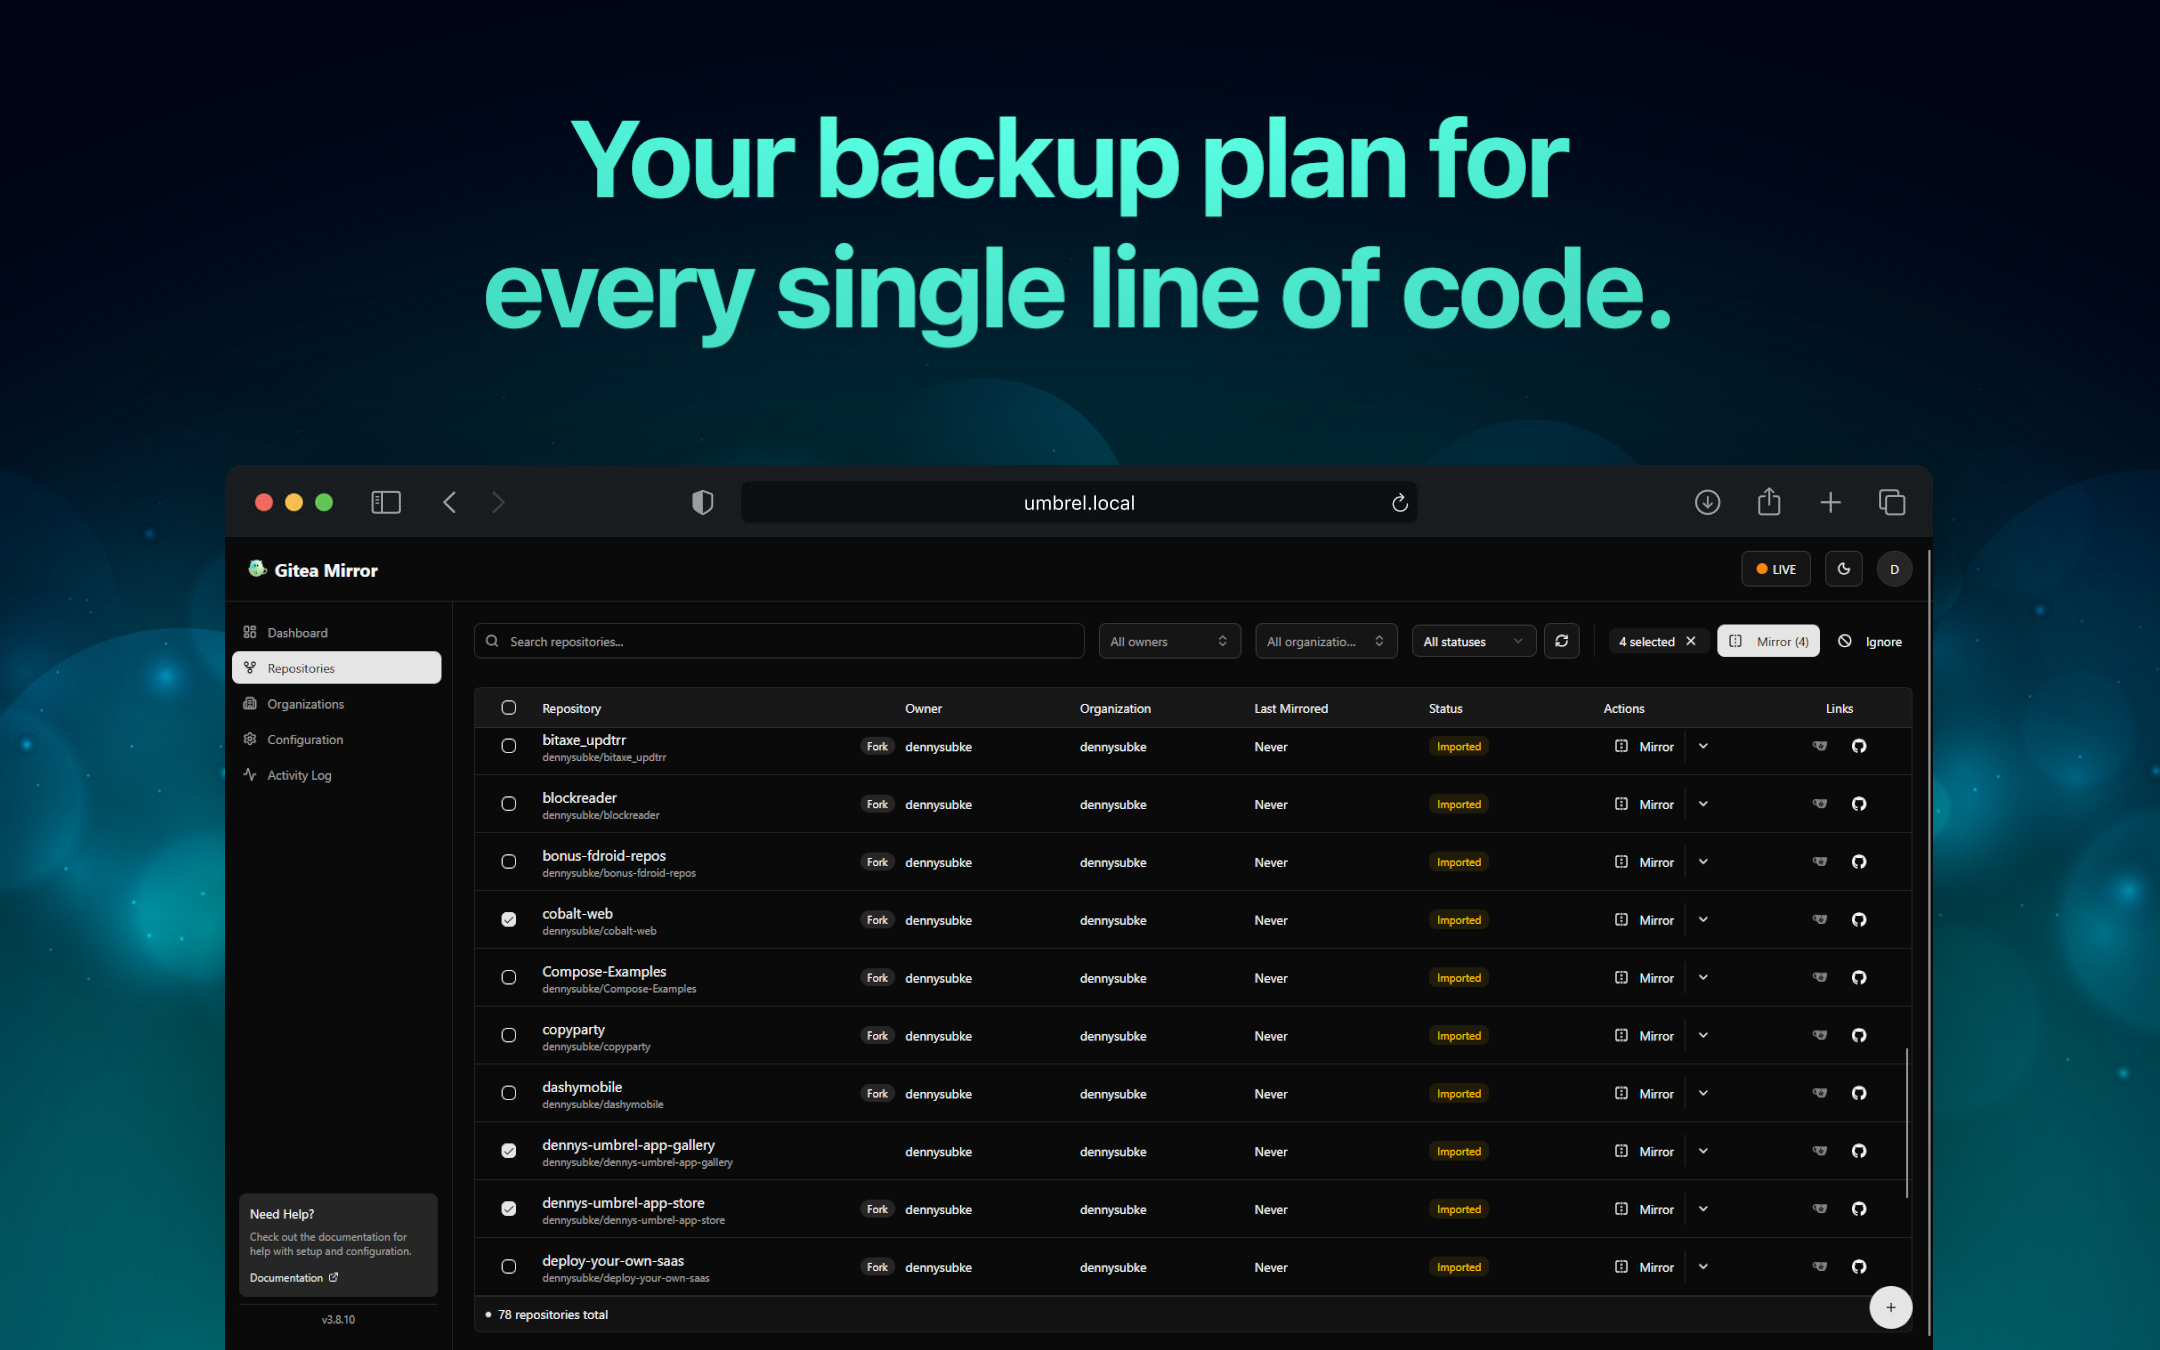 Your backup plan for
every single line of code.
umbrel.local
Gitea Mirror
LIVE
D
Dashboard
Repositories
Organizations
Configuration
Activity Log
Search repositories...
All owners
All organizatio...
All statuses
4 selected
Mirror (4)
Ignore
Repository Owner Organization Last Mirrored Status Actions Links
bitaxe_updtrr
dennysubke/bitaxe_updtrr
Fork dennysubke dennysubke Never Imported Mirror
blockreader
dennysubke/blockreader
Fork dennysubke dennysubke Never Imported Mirror
bonus-fdroid-repos
dennysubke/bonus-fdroid-repos
Fork dennysubke dennysubke Never Imported Mirror
cobalt-web
dennysubke/cobalt-web
Fork dennysubke dennysubke Never Imported Mirror
Compose-Examples
dennysubke/Compose-Examples
Fork dennysubke dennysubke Never Imported Mirror
copyparty
dennysubke/copyparty
Fork dennysubke dennysubke Never Imported Mirror
dashymobile
dennysubke/dashymobile
Fork dennysubke dennysubke Never Imported Mirror
dennys-umbrel-app-gallery
dennysubke/dennys-umbrel-app-gallery
dennysubke dennysubke Never Imported Mirror
dennys-umbrel-app-store
dennysubke/dennys-umbrel-app-store
Fork dennysubke dennysubke Never Imported Mirror
deploy-your-own-saas
dennysubke/deploy-your-own-saas
Fork dennysubke dennysubke Never Imported Mirror
78 repositories total
Need Help?
Check out the documentation for
help with setup and configuration.
Documentation
v3.8.10